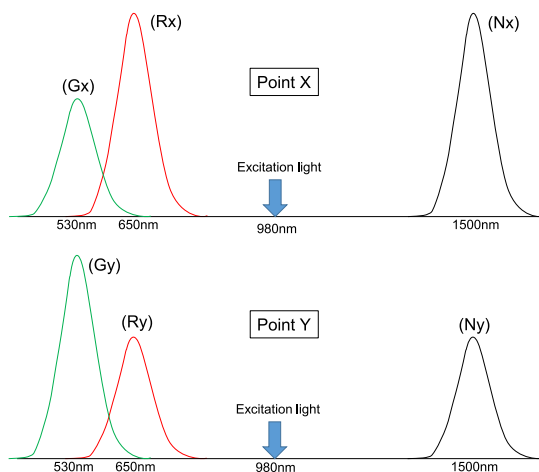 (Rx)
(Nx)
(Gx)
Point X
Excitation light
530nm
650nm
980nm
1500nm
(Gy)
(Ry)
Point Y
(Ny)
Excitation light
530nm
650nm
980nm
1500nm